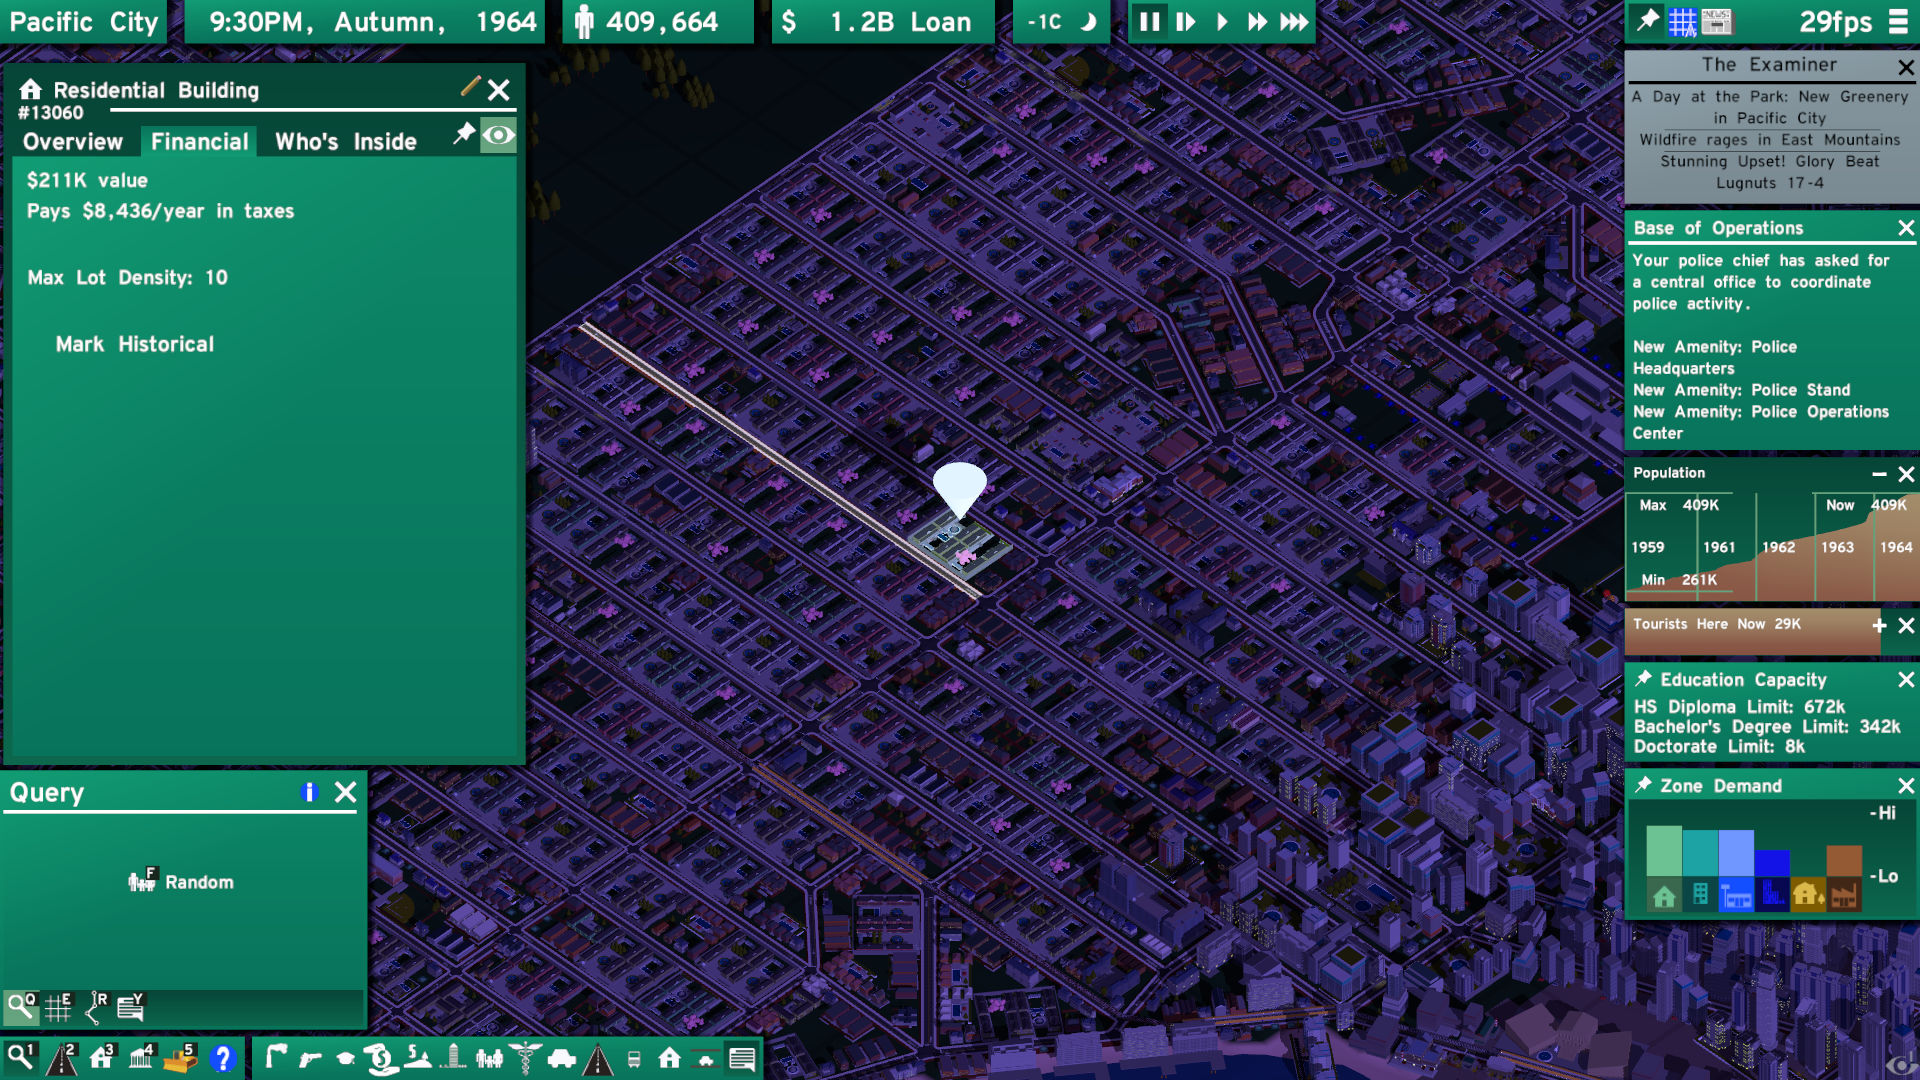 Pacific City
9:30PM, Autumn, 1964
409,664
$ 1.2B Loan
-1C
29fps
Residential Building
#13060
Overview
Financial
Who's Inside
$211K value
Pays $8,436/year in taxes
Max Lot Density: 10
Mark Historical
Query
i
F
Random
Q
E
R
Y
1
2
3
4
5
?
$
NEWS
The Examiner
A Day at the Park: New Greenery
in Pacific City
Wildfire rages in East Mountains
Stunning Upset! Glory Beat
Lugnuts 17-4
Base of Operations
Your police chief has asked for
a central office to coordinate
police activity.
New Amenity: Police
Headquarters
New Amenity: Police Stand
New Amenity: Police Operations
Center
Population
Max 409K
Now 409K
1959
1961
1962
1963
1964
Min 261K
Tourists Here Now 29K
Education Capacity
HS Diploma Limit: 672k
Bachelor's Degree Limit: 342k
Doctorate Limit: 8k
Zone Demand
-Hi
-Lo